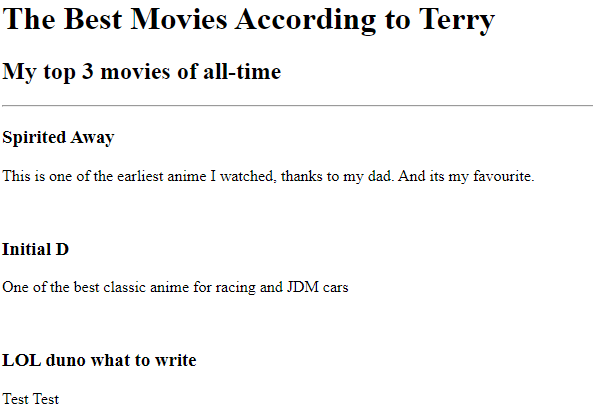 The Best Movies According to Terry
My top 3 movies of all-time
Spirited Away
This is one of the earliest anime I watched, thanks to my dad. And its my favourite.
Initial D
One of the best classic anime for racing and JDM cars
LOL duno what to write
Test Test